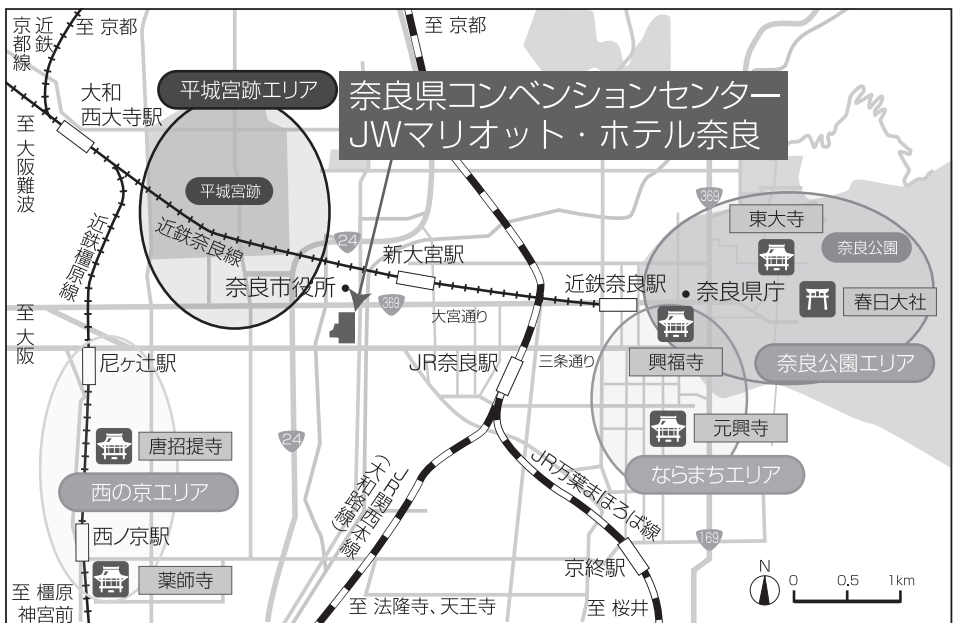 近鉄
京都線
至 京都
至 京都
大和
西大寺駅
平城宮跡エリア
奈良県コンベンションセンター
JWマリオット・ホテル奈良
至 大阪難波
平城宮跡
369
東大寺
奈良公園
近鉄橿原線
近鉄奈良線
24
新大宮駅
奈良市役所
369
大宮通り
近鉄奈良駅
奈良県庁
春日大社
至 大阪
尼ヶ辻駅
JR奈良駅
三条通り
興福寺
奈良公園エリア
唐招提寺
24
元興寺
西の京エリア
JR関西本線
(大和路線)
JR万葉まほろば線
ならまちエリア
西ノ京駅
169
京終駅
薬師寺
至 橿原
神宮前
至 法隆寺、天王寺
至 桜井
N
0 0.5 1km